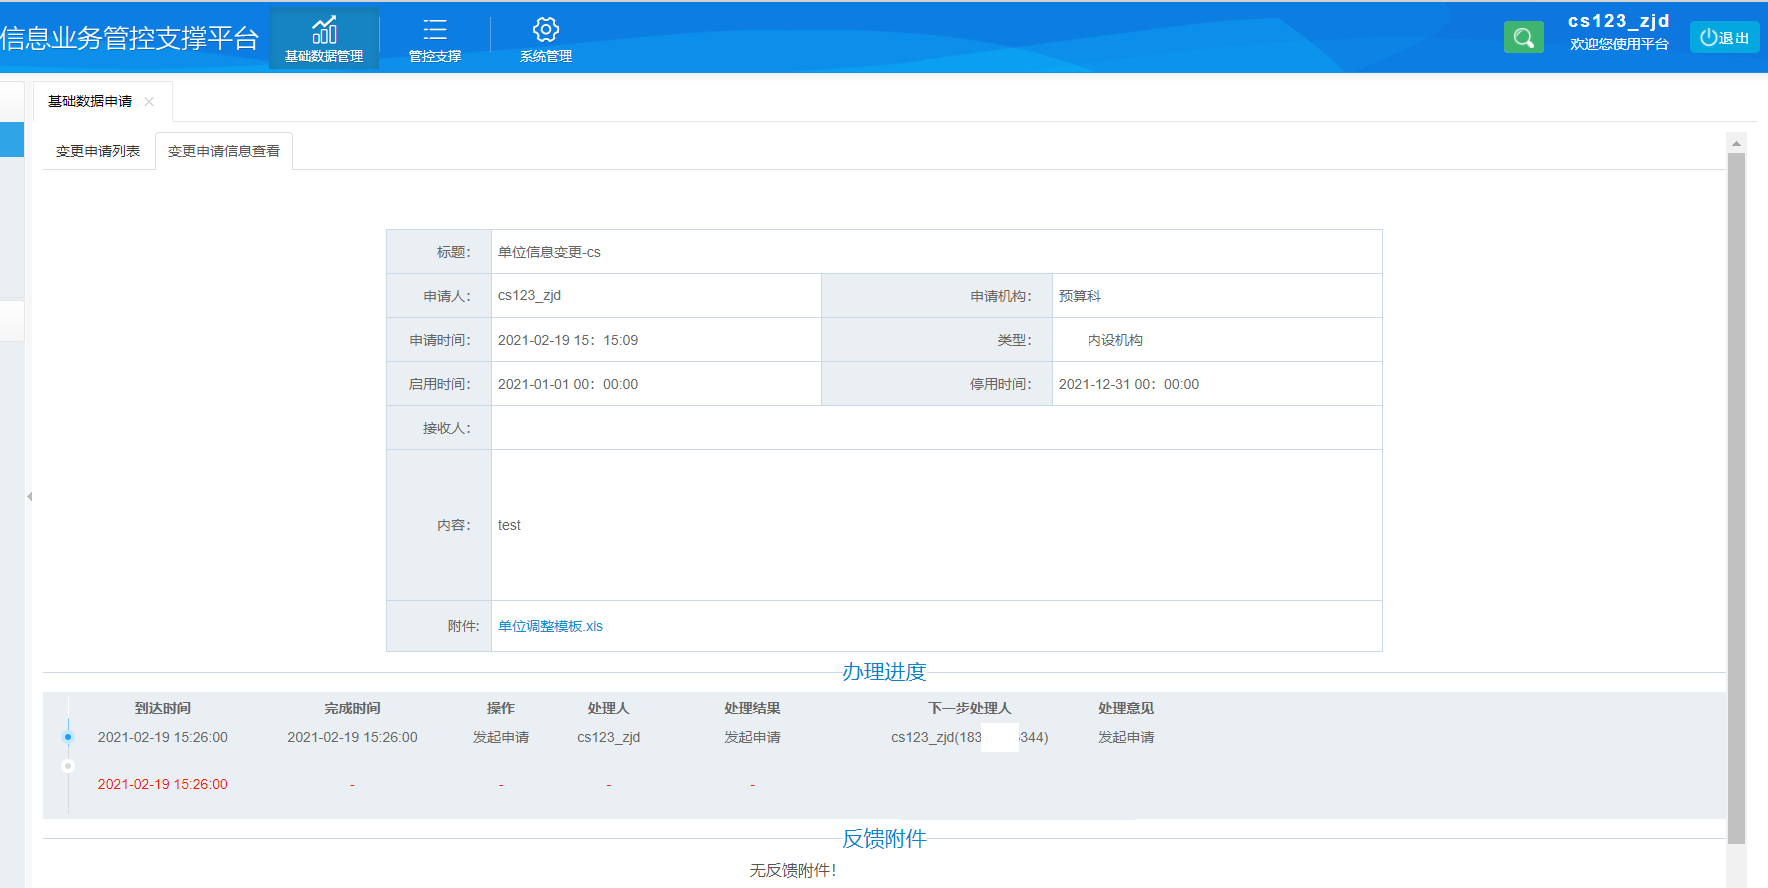 信息业务管控支撑平台
基础数据管理
管控支撑
系统管理
cs123_zjd
欢迎您使用平台
退出
基础数据申请
变更申请列表 变更申请信息查看
标题： 单位信息变更-cs
申请人： cs123_zjd 申请机构： 预算科
申请时间： 2021-02-19 15：15:09 类型： 内设机构
启用时间： 2021-01-01 00：00:00 停用时间： 2021-12-31 00：00:00
接收人：
内容： test
附件: 单位调整模板.xls
办理进度
到达时间 完成时间 操作 处理人 处理结果 下一步处理人 处理意见
2021-02-19 15:26:00 2021-02-19 15:26:00 发起申请 cs123_zjd 发起申请 cs123_zjd(183 344) 发起申请
2021-02-19 15:26:00 - - - -
反馈附件
无反馈附件！